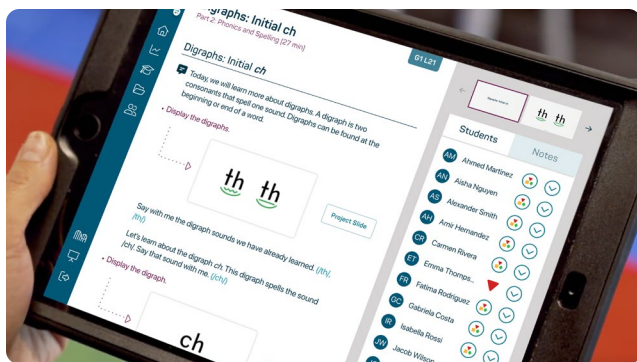 Digraphs: Initial ch
Part 2: Phonics and Spelling (27 min)
G1L21
Digraphs: Initial ch
Today, we will learn more about digraphs. A digraph is two
consonants that spell one sound. Digraphs can be found at the
beginning or end of a word.
• Display the digraphs.
th th
Project Slide
Say with me the digraph sounds we have already learned. (/th/,
/th/)
Let's learn about the digraph ch. This digraph spells the sound
/ch/. Say that sound with me. (/ch/)
• Display the digraph.
ch
th th
Students
Notes
AM Ahmed Martinez
AN Aisha Nguyen
AS Alexander Smith
AH Amir Hernandez
CR Carmen Rivera
ET Emma Thomps..
FR Fatima Rodriguez
GC Gabriela Costa
IR Isabella Rossi
JW Jacob Wilson